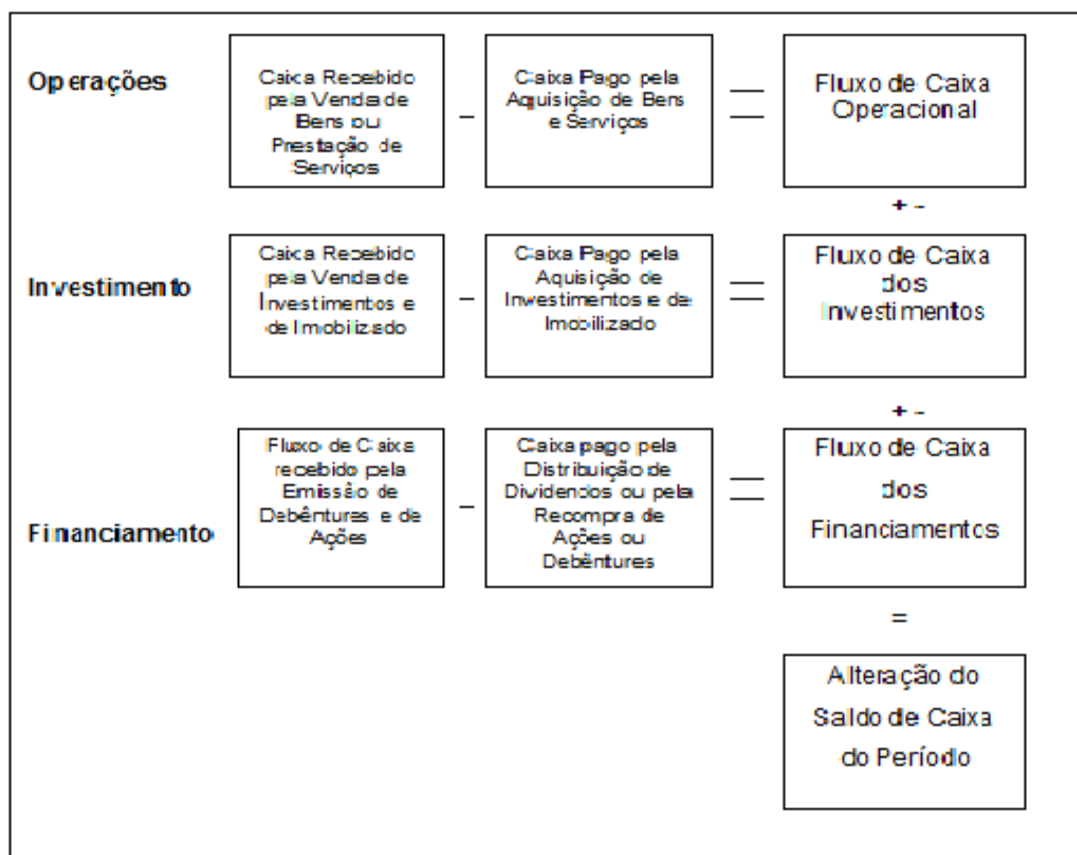 Operações
Caixa Recebido
pela Venda de
Bens ou
Prestação de
Serviços
–
Caixa Pago pela
Aquisição de Bens
e Serviços
=
Fluxo de Caixa
Operacional
+ -
Investimento
Caixa Recebido
pela Venda de
Investimentos e
de Imobilizado
–
Caixa Pago pela
Aquisição de
Investimentos e de
Imobilizado
=
Fluxo de Caixa
dos
Investimentos
+ -
Financiamento
Fluxo de Caixa
recebido pela
Emissão de
Debênturas e de
Ações
–
Caixa pago pela
Distribuição de
Dividendos ou pela
Recompra de
Ações ou
Debêntures
=
Fluxo de Caixa
dos
Financiamentos
=
Alteração do
Saldo de Caixa
do Período